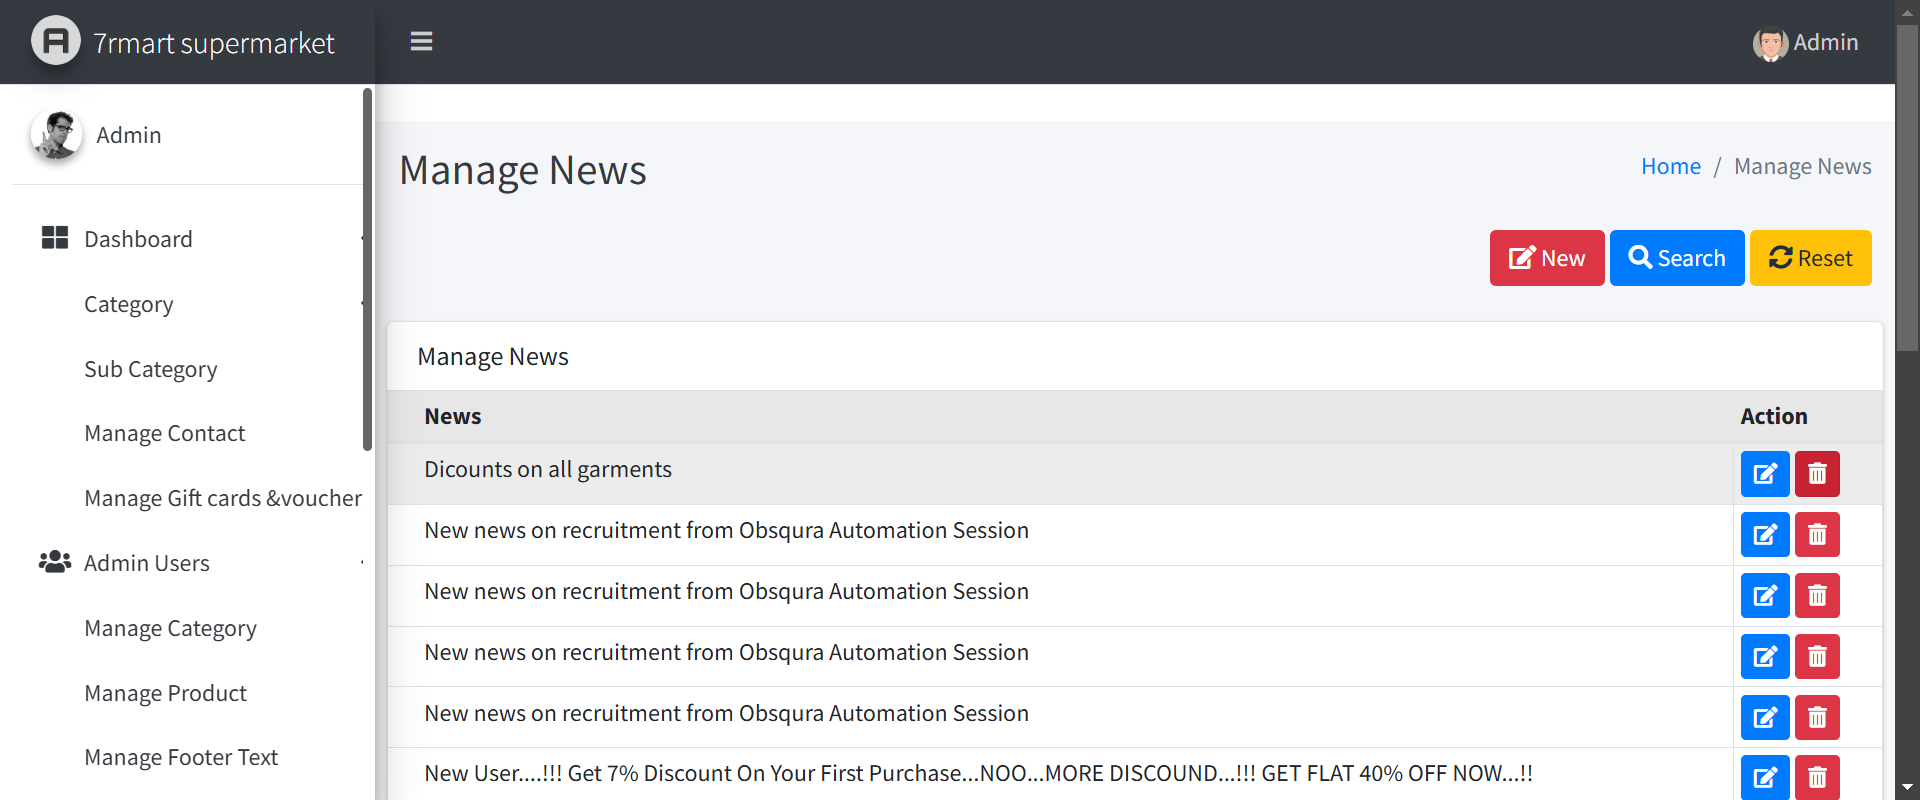 7rmart supermarket
Admin
Admin
Dashboard
Category
Sub Category
Manage Contact
Manage Gift cards &voucher
Admin Users
Manage Category
Manage Product
Manage Footer Text
Manage News
Home / Manage News
New Search Reset
Manage News
News Action
Dicounts on all garments
New news on recruitment from Obsqura Automation Session
New news on recruitment from Obsqura Automation Session
New news on recruitment from Obsqura Automation Session
New news on recruitment from Obsqura Automation Session
New User....!!! Get 7% Discount On Your First Purchase...NOO...MORE DISCOUND...!!! GET FLAT 40% OFF NOW...!!